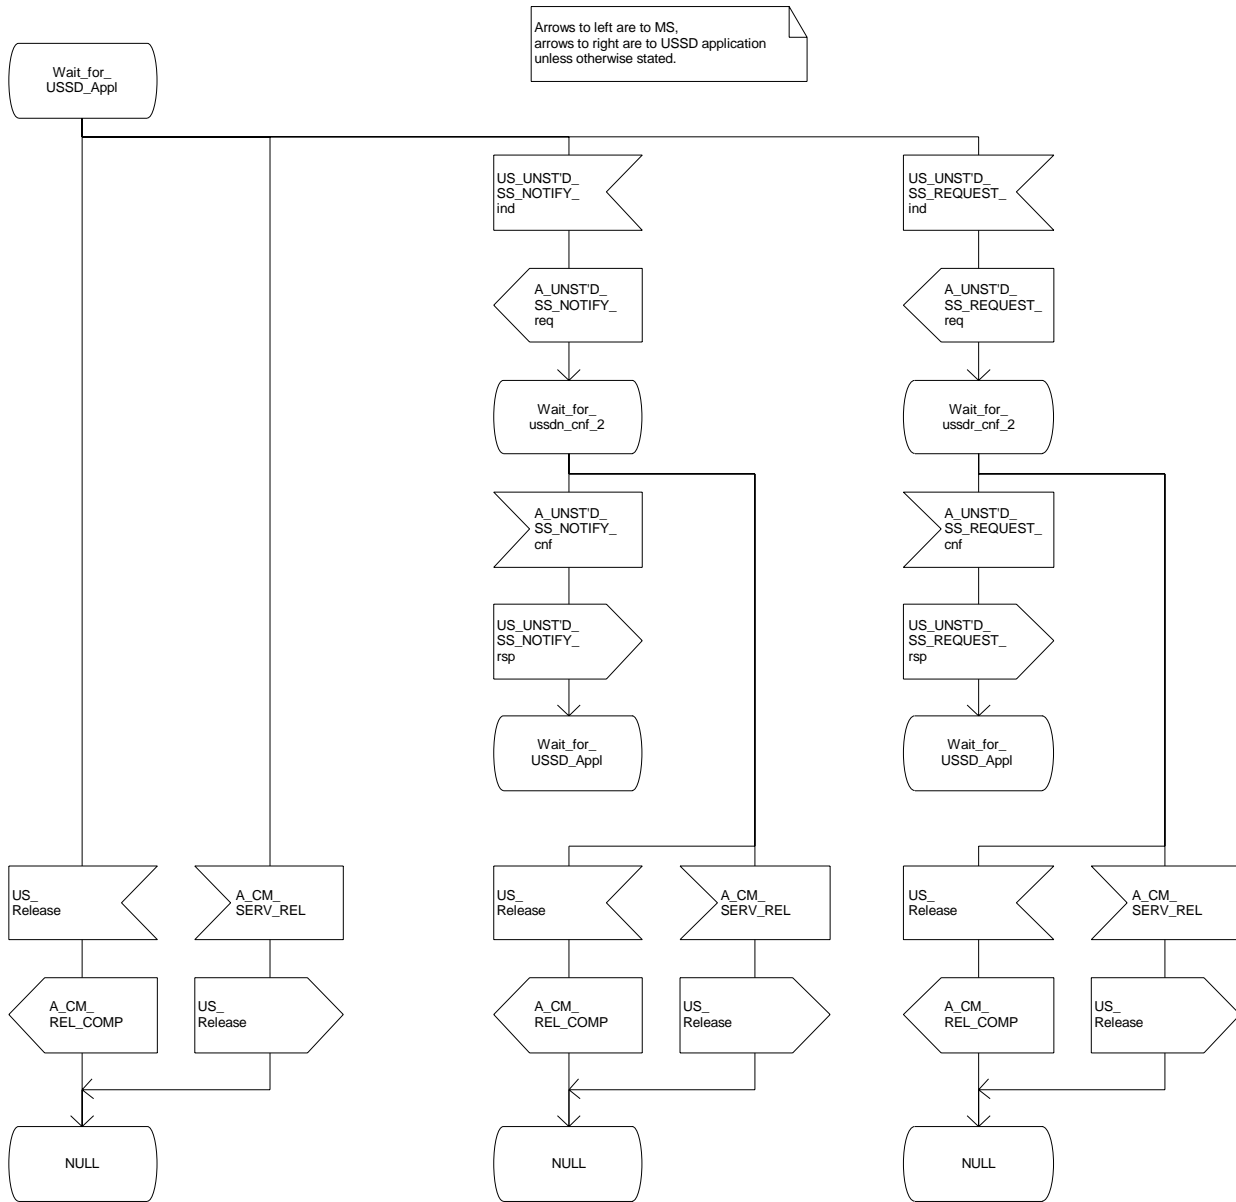 Arrows to left are to MS,
arrows to right are to USSD application
unless otherwise stated.
Wait_for_
USSD_Appl
US_UNST'D_
SS_NOTIFY_
ind
US_UNST'D_
SS_REQUEST_
ind
A_UNST'D_
SS_NOTIFY_
req
A_UNST'D_
SS_REQUEST_
req
Wait_for_
ussdn_cnf_2
Wait_for_
ussdr_cnf_2
A_UNST'D_
SS_NOTIFY_
cnf
A_UNST'D_
SS_REQUEST_
cnf
US_UNST'D_
SS_NOTIFY_
rsp
US_UNST'D_
SS_REQUEST_
rsp
Wait_for_
USSD_Appl
Wait_for_
USSD_Appl
US_
Release
A_CM_
SERV_REL
US_
Release
A_CM_
SERV_REL
US_
Release
A_CM_
SERV_REL
A_CM_
REL_COMP
US_
Release
A_CM_
REL_COMP
US_
Release
A_CM_
REL_COMP
US_
Release
NULL
NULL
NULL